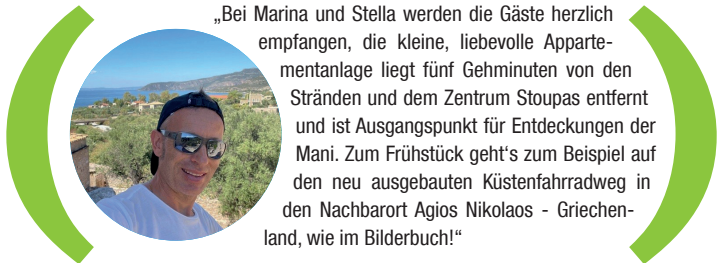 „Bei Marina und Stella werden die Gäste herzlich
empfangen, die kleine, liebevolle Apparte-
mentanlage liegt fünf Gehminuten von den
Stränden und dem Zentrum Stoupas entfernt
und ist Ausgangspunkt für Entdeckungen der
Mani. Zum Frühstück geht‘s zum Beispiel auf
den neu ausgebauten Küstenfahrradweg in
den Nachbarort Agios Nikolaos - Griechen-
land, wie im Bilderbuch!“